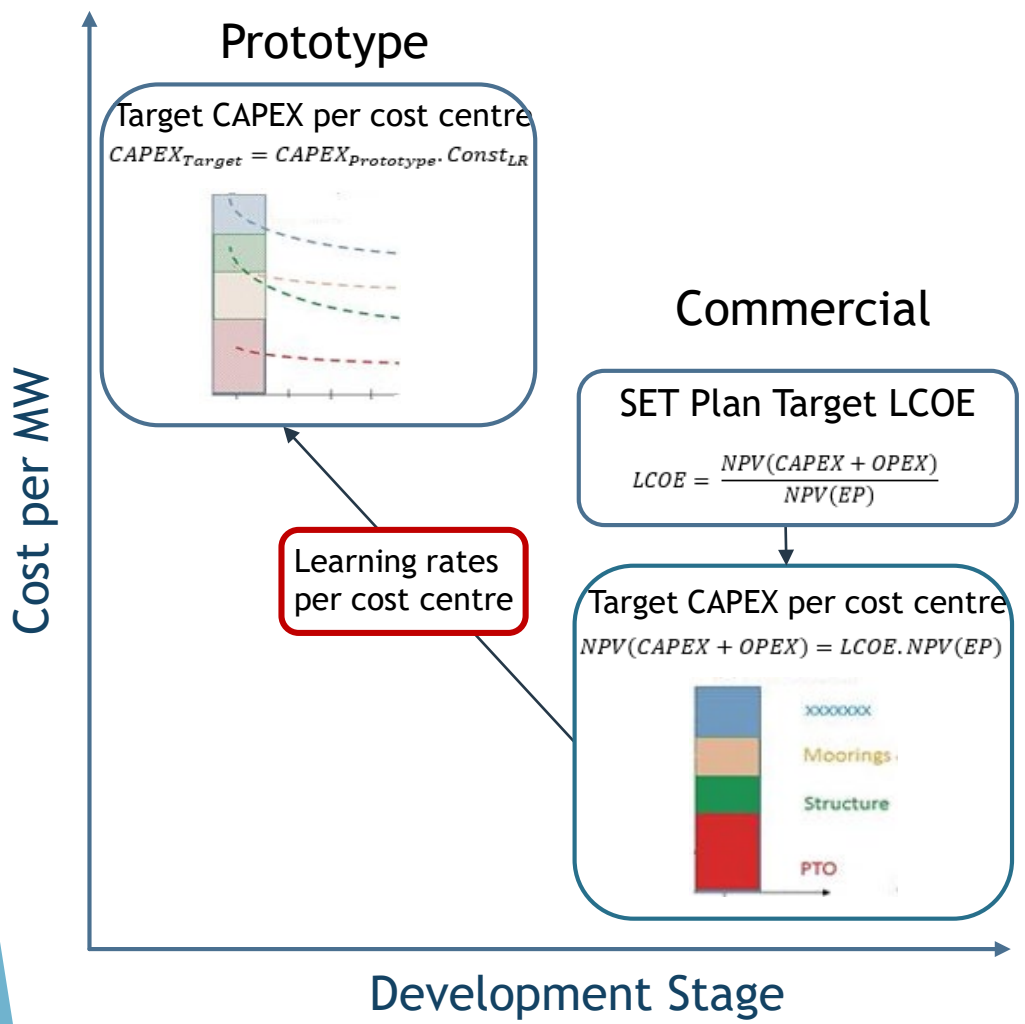 Prototype
Target CAPEX per cost centre
CAPEX_Target = CAPEX_Prototype. Const_LR
Commercial
SET Plan Target LCOE
LCOE = NPV(CAPEX + OPEX) / NPV(EP)
Learning rates
per cost centre
Target CAPEX per cost centre
NPV(CAPEX + OPEX) = LCOE.NPV(EP)
xxxxxxx
Moorings
Structure
PTO
Cost per MW
Development Stage